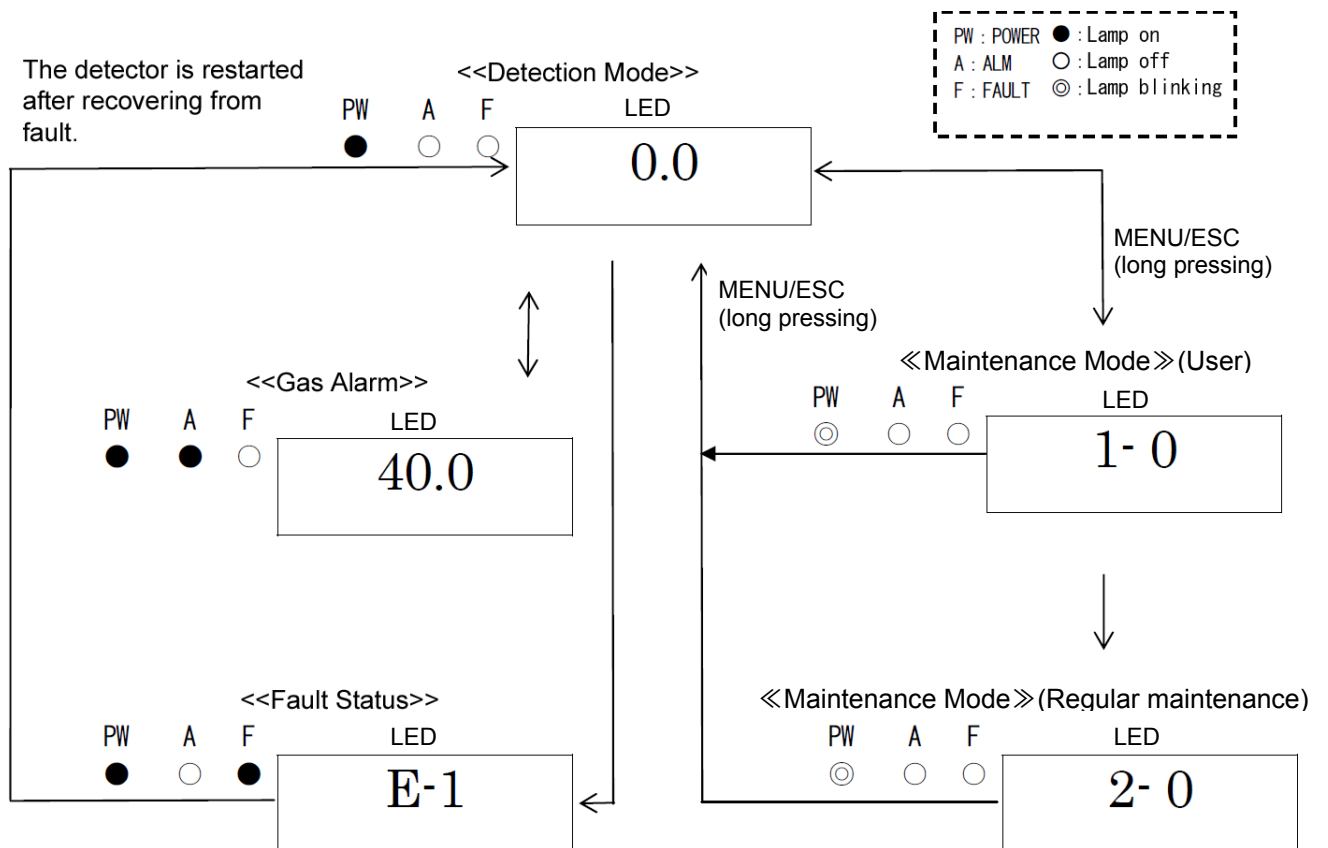 PW : POWER ● : Lamp on
A : ALM ○ : Lamp off
F : FAULT ◎ : Lamp blinking
The detector is restarted
after recovering from
fault.
<<Detection Mode>>
PW A F LED
0.0
MENU/ESC
(long pressing)
MENU/ESC
(long pressing)
<<Gas Alarm>>
PW A F LED
40.0
≪Maintenance Mode≫(User)
PW A F LED
1- 0
<<Fault Status>>
PW A F LED
E-1
≪Maintenance Mode≫(Regular maintenance)
PW A F LED
2- 0